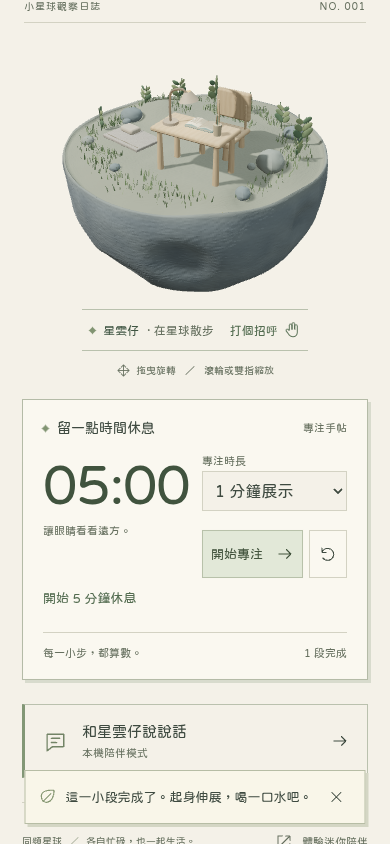 小星球觀察日誌
NO. 001
星雲仔 ・在星球散步 打個招呼
拖曳旋轉 ／ 滾輪或雙指縮放
留一點時間休息
專注手帖
05:00
專注時長
1 分鐘展示
讓眼睛看看遠方。
開始專注
開始 5 分鐘休息
每一小步，都算數。
1 段完成
和星雲仔說說話
本機陪伴模式
這一小段完成了。起身伸展，喝一口水吧。
同頻星球 ／ 各自忙碌，也一起生活。
體驗迷你陪伴